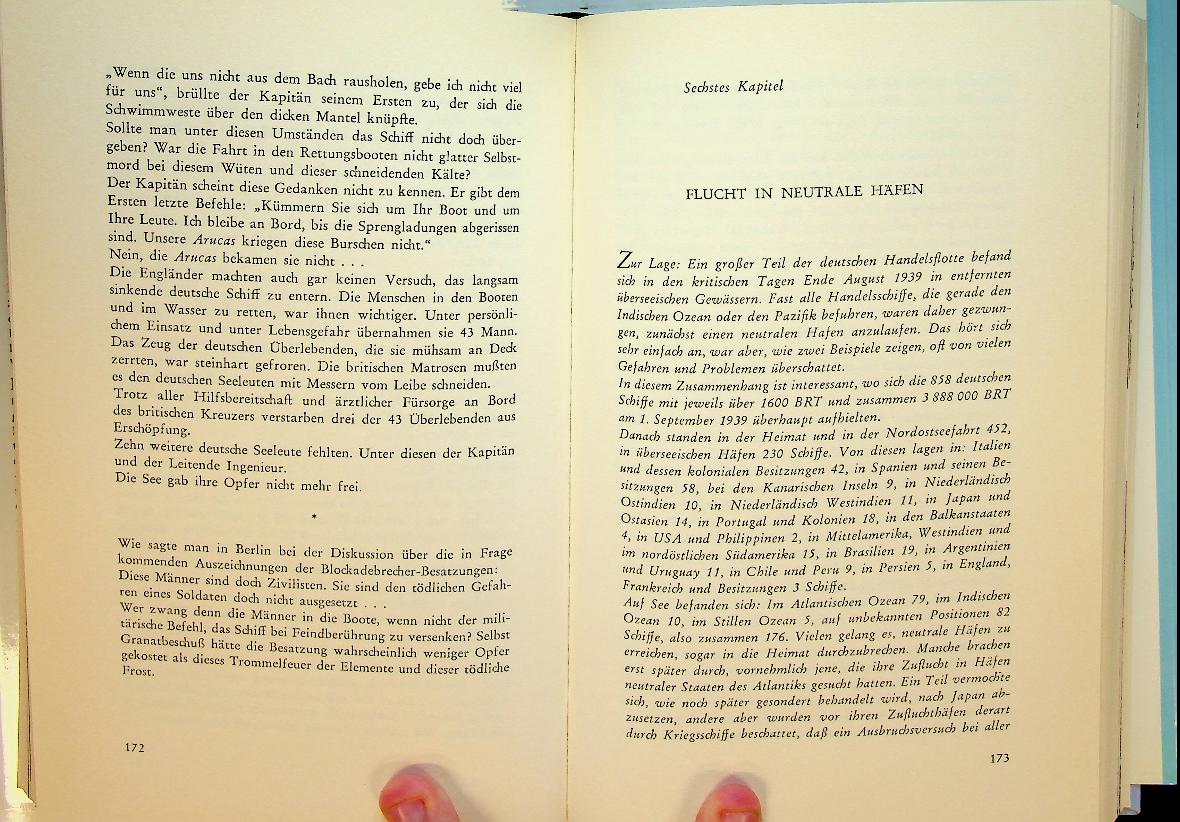 „Wenn die uns nicht aus dem Bach rausholen, gebe ich nicht viel
für uns“, brüllte der Kapitän seinem Ersten zu, der sich die
Schwimmweste über den dicken Mantel knüpfte.
Sollte man unter diesen Umständen das Schiff nicht doch über-
geben? War die Fahrt in den Rettungsbooten nicht glatter Selbst-
mord bei diesem Wüten und dieser schneidenden Kälte?
Der Kapitän scheint diese Gedanken nicht zu kennen. Er gibt dem
Ersten letzte Befehle: „Kümmern Sie sich um Ihr Boot und um
Ihre Leute. Ich bleibe an Bord, bis die Sprengladungen abgerissen
sind. Unsere Arucas kriegen diese Burschen nicht.“
Nein, die Arucas bekamen sie nicht . . .
Die Engländer machten auch gar keinen Versuch, das langsam
sinkende deutsche Schiff zu entern. Die Menschen in den Booten
und im Wasser zu retten, war ihnen wichtiger. Unter persönli-
chem Einsatz und unter Lebensgefahr übernahmen sie 43 Mann.
Das Zeug der deutschen Überlebenden, die sie mühsam an Deck
zerrten, war steinhart gefroren. Die britischen Matrosen mußten
es den deutschen Seeleuten mit Messern vom Leibe schneiden.
Trotz aller Hilfsbereitschaft und ärztlicher Fürsorge an Bord
des britischen Kreuzers verstarben drei der 43 Überlebenden aus
Erschöpfung.
Zehn weitere deutsche Seeleute fehlten. Unter diesen der Kapitän
und der Leitende Ingenieur.
Die See gab ihre Opfer nicht mehr frei.
*
Wie sagte man in Berlin bei der Diskussion über die in Frage
kommenden Auszeichnungen der Blockadebrecher-Besatzungen:
Diese Männer sind doch Zivilisten. Sie sind den tödlichen Gefah-
ren eines Soldaten doch nicht ausgesetzt . . .
Wer zwang denn die Männer in die Boote, wenn nicht der mili-
tärische Befehl, das Schiff bei Feindberührung zu versenken? Selbst
Granatbeschuß hätte die Besatzung wahrscheinlich weniger Opfer
gekostet als dieses Trommelfeuer der Elemente und dieser tödliche
Frost.
172
Sechstes Kapitel
FLUCHT IN NEUTRALE HÄFEN
Zur Lage: Ein großer Teil der deutschen Handelsflotte befand
sich in den kritischen Tagen Ende August 1939 in entfernten
überseeischen Gewässern. Fast alle Handelsschiffe, die gerade den
Indischen Ozean oder den Pazifik befuhren, waren daher gezwun-
gen, zunächst einen neutralen Hafen anzulaufen. Das hört sich
sehr einfach an, war aber, wie zwei Beispiele zeigen, oft von vielen
Gefahren und Problemen überschattet.
In diesem Zusammenhang ist interessant, wo sich die 858 deutschen
Schiffe mit jeweils über 1600 BRT und zusammen 3 888 000 BRT
am 1. September 1939 überhaupt aufhielten.
Danach standen in der Heimat und in der Nordostseefahrt 452,
in überseeischen Häfen 230 Schiffe. Von diesen lagen in: Italien
und dessen kolonialen Besitzungen 42, in Spanien und seinen Be-
sitzungen 58, bei den Kanarischen Inseln 9, in Niederländisch
Ostindien 10, in Niederländisch Westindien 11, in Japan und
Ostasien 14, in Portugal und Kolonien 18, in den Balkanstaaten
4, in USA und Philippinen 2, in Mittelamerika, Westindien und
im nordöstlichen Südamerika 15, in Brasilien 19, in Argentinien
und Uruguay 11, in Chile und Peru 9, in Persien 5, in England,
Frankreich und Besitzungen 3 Schiffe.
Auf See befanden sich: Im Atlantischen Ozean 79, im Indischen
Ozean 10, im Stillen Ozean 5, auf unbekannten Positionen 82
Schiffe, also zusammen 176. Vielen gelang es, neutrale Häfen zu
erreichen, sogar in die Heimat durchzubrechen. Manche brachen
erst später durch, vornehmlich jene, die ihre Zuflucht in Häfen
neutraler Staaten des Atlantiks gesucht hatten. Ein Teil vermochte
sich, wie noch später gesondert behandelt wird, nach Japan ab-
zusetzen, andere aber wurden vor ihren Zufluchthäfen derart
durch Kriegsschiffe beschattet, daß ein Ausbruchsversuch bei aller
173